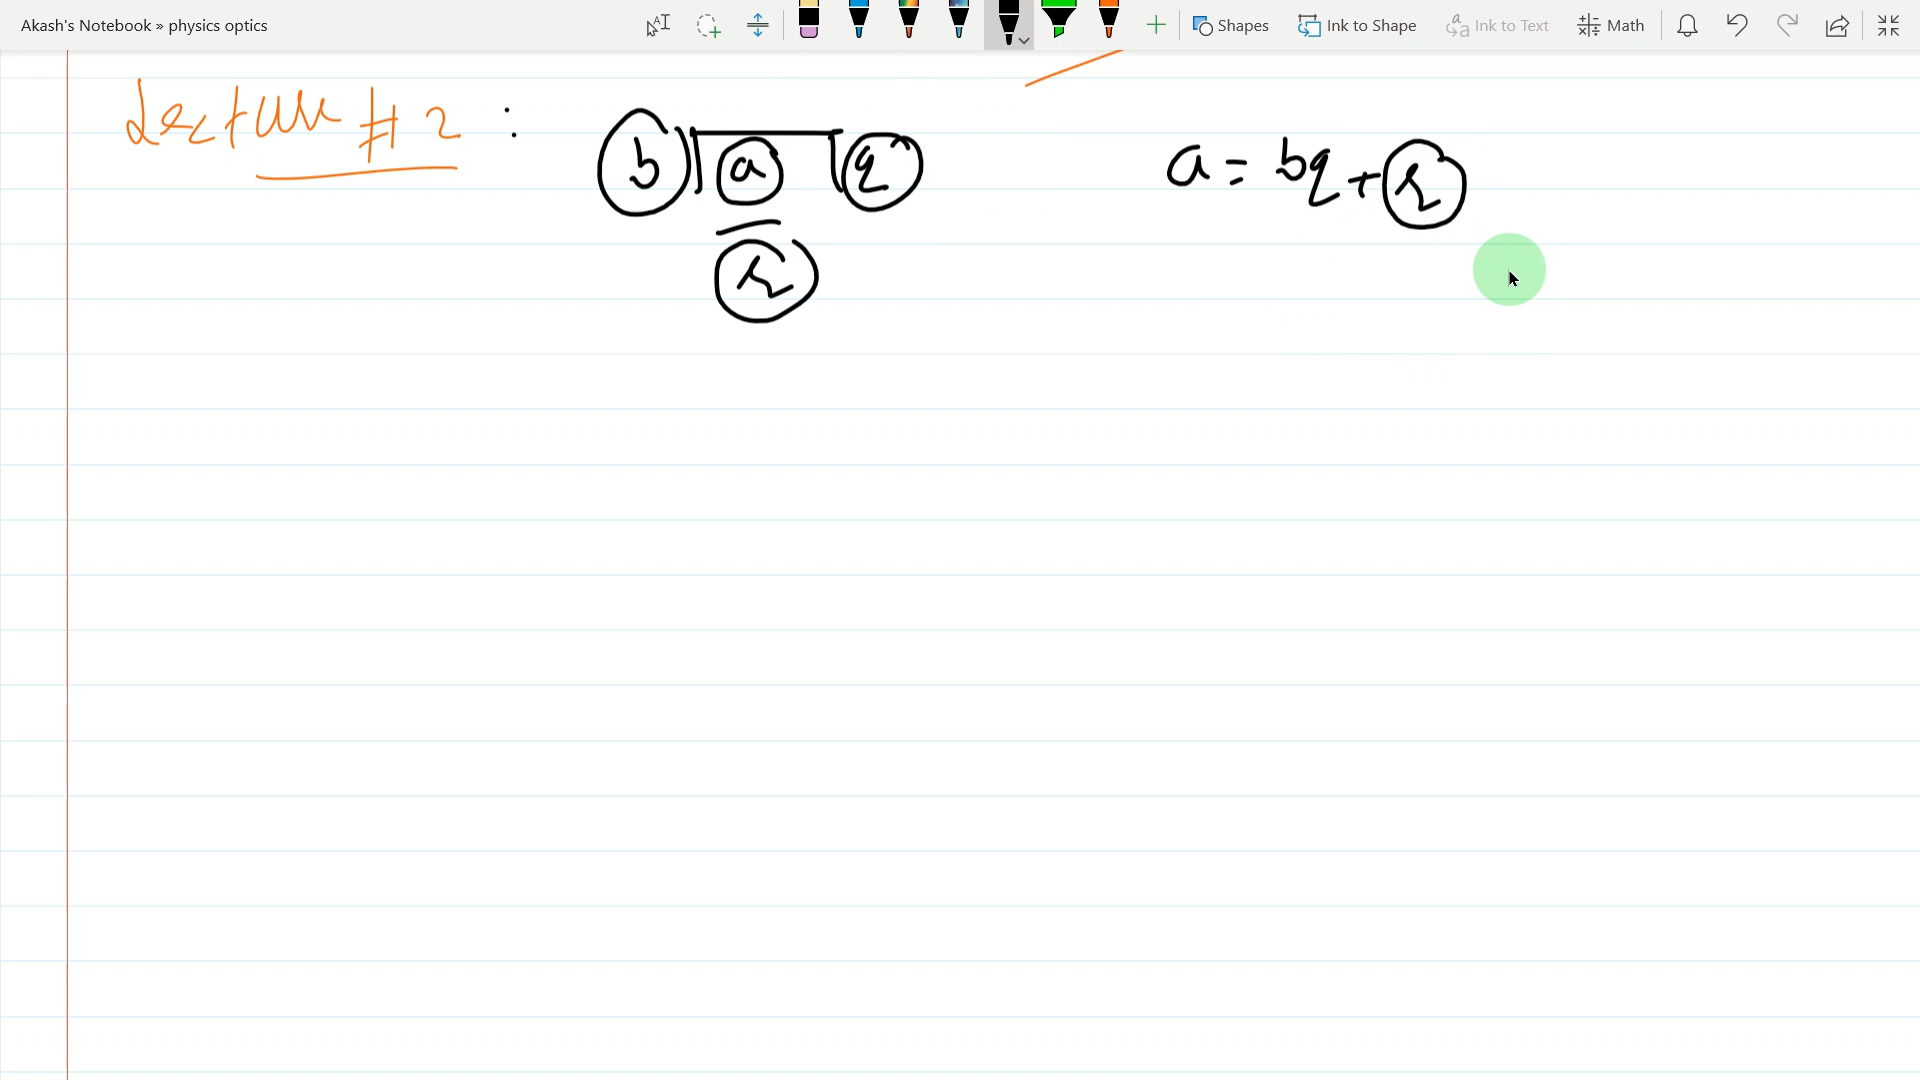 Akash's Notebook » physics optics
Shapes
Ink to Shape
Ink to Text
Math
Lecture # 2 :
b) a ( q
r
a = bq + r